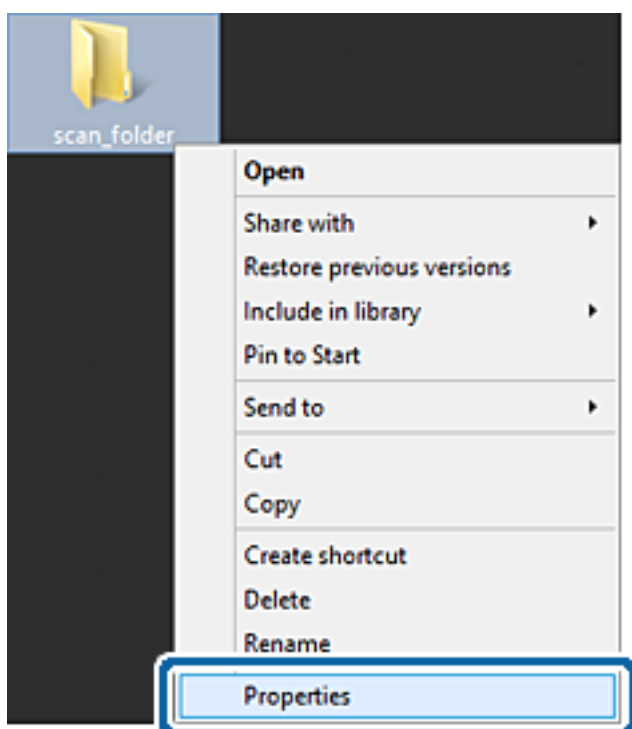 scan_folder
Open
Share with
Restore previous versions
Include in library
Pin to Start
Send to
Cut
Copy
Create shortcut
Delete
Rename
Properties